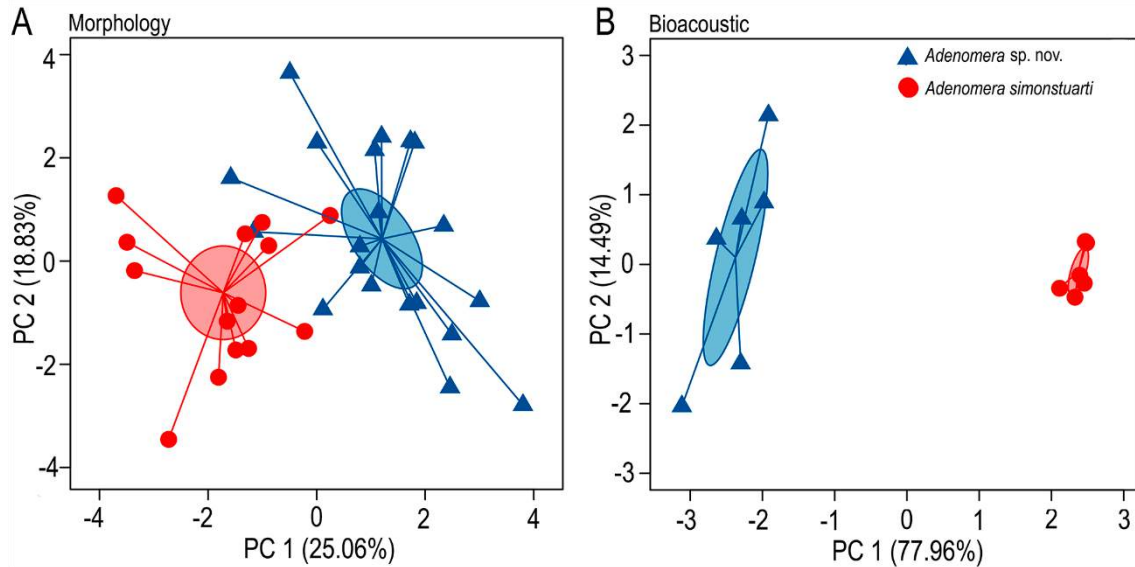 A Morphology
4
2
0
-2
-4
PC 2 (18.83%)
-4 -2 0 2 4
PC 1 (25.06%)
B Bioacoustic
Adenomera sp. nov.
Adenomera simonstuarti
3
2
1
0
-1
-2
-3
PC 2 (14.49%)
-3 -2 -1 0 1 2 3
PC 1 (77.96%)